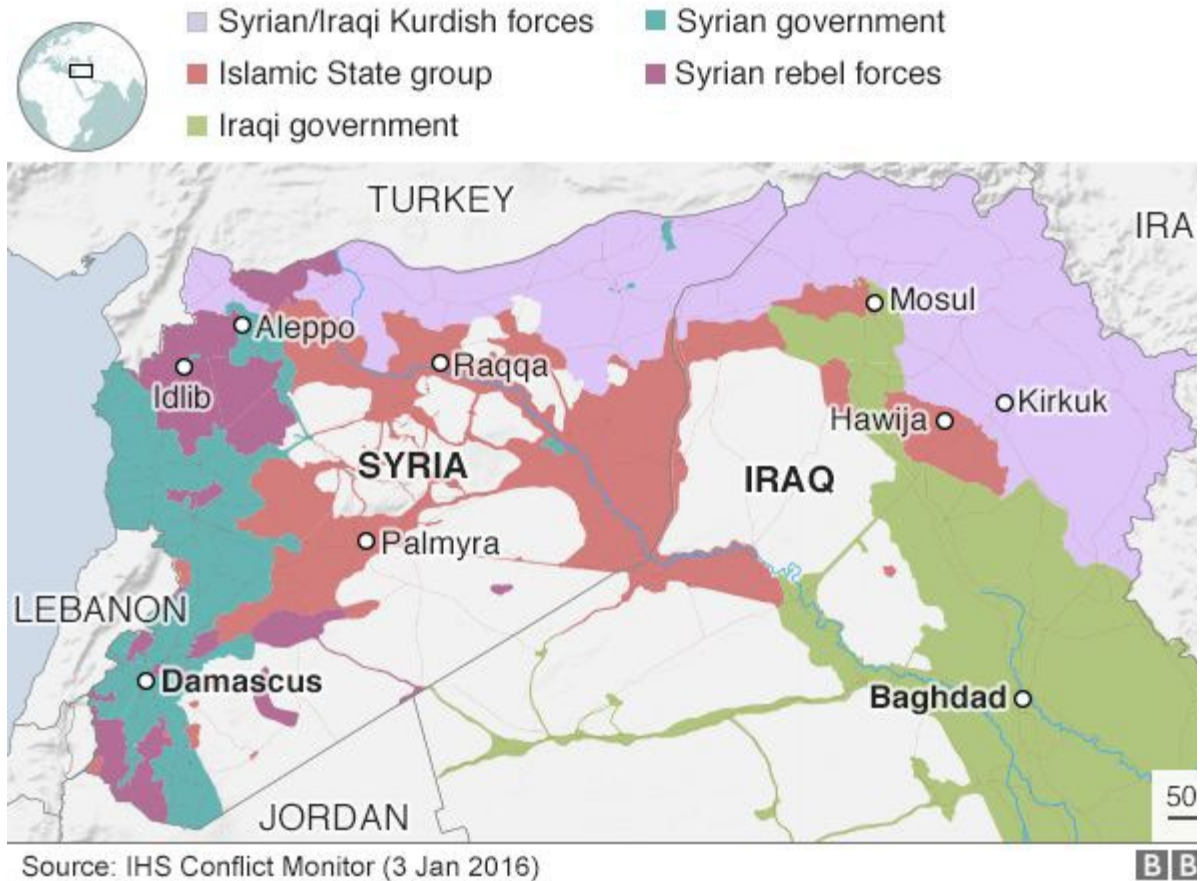 Syrian/Iraqi Kurdish forces
Syrian government
Islamic State group
Syrian rebel forces
Iraqi government
TURKEY
IRA
Mosul
Aleppo
Raqqa
Idlib
Kirkuk
Hawija
SYRIA
IRAQ
Palmyra
LEBANON
Damascus
Baghdad
50
JORDAN
Source: IHS Conflict Monitor (3 Jan 2016)
B B